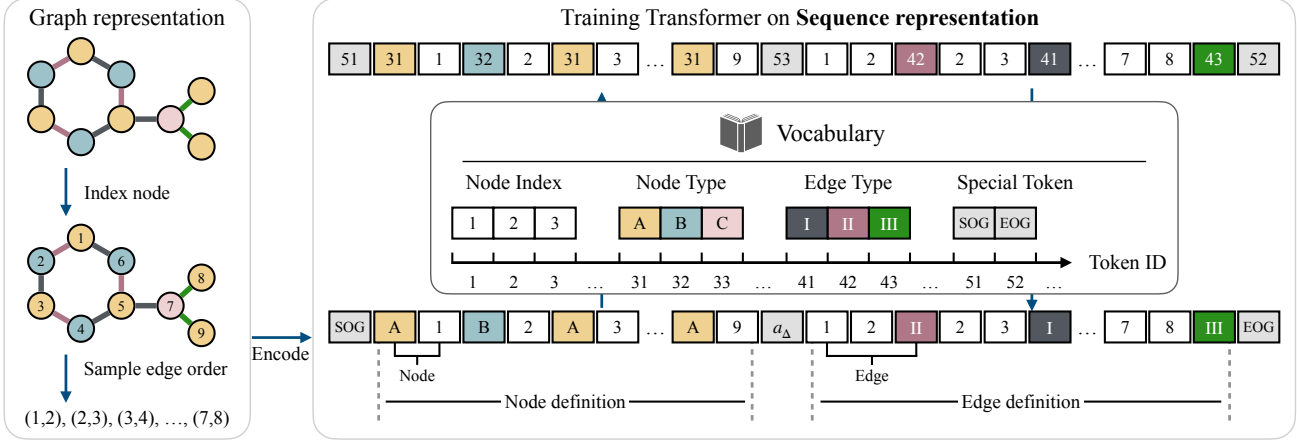 Graph representation
Index node
1
2 6
3 5 7 8
4 9
Sample edge order
(1,2), (2,3), (3,4), …, (7,8)
Encode
Training Transformer on Sequence representation
51 31 1 32 2 31 3 … 31 9 53 1 2 42 2 3 41 … 7 8 43 52
Vocabulary
Node Index Node Type Edge Type Special Token
1 2 3 A B C I II III SOG EOG
Token ID
1 2 3 … 31 32 33 … 41 42 43 … 51 52 …
SOG A 1 B 2 A 3 … A 9 a_Δ 1 2 II 2 3 I … 7 8 III EOG
Node Edge
Node definition Edge definition